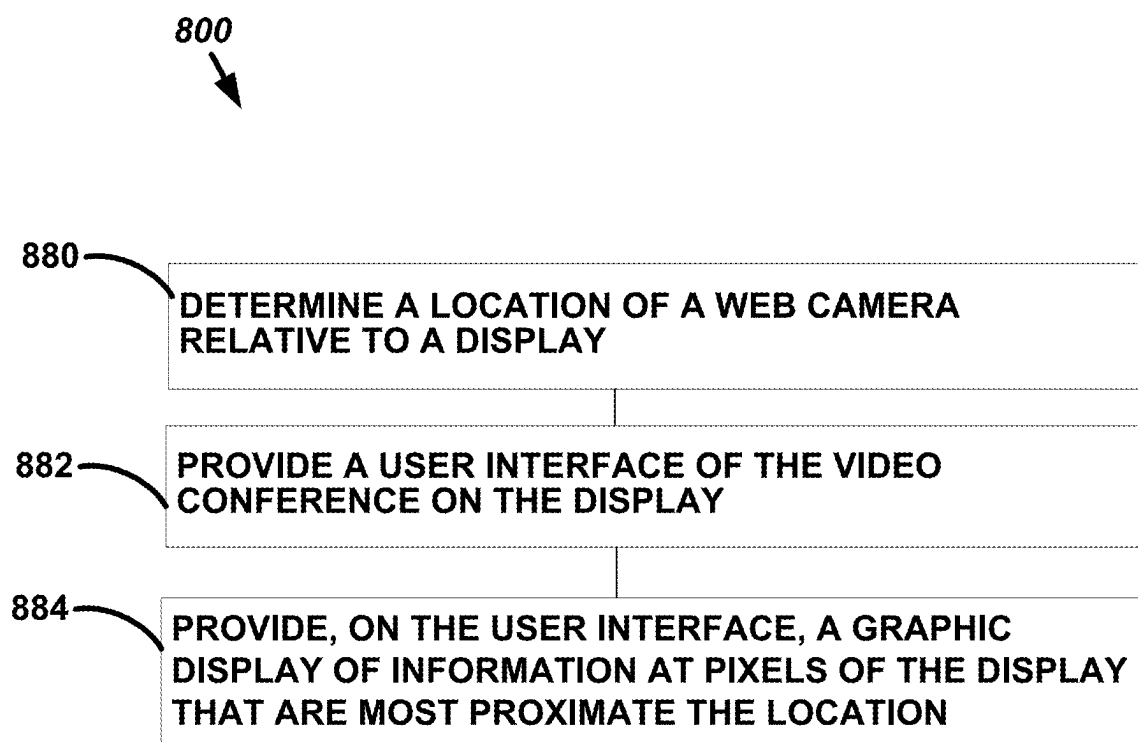 800
880
DETERMINE A LOCATION OF A WEB CAMERA
RELATIVE TO A DISPLAY
882
PROVIDE A USER INTERFACE OF THE VIDEO
CONFERENCE ON THE DISPLAY
884
PROVIDE, ON THE USER INTERFACE, A GRAPHIC
DISPLAY OF INFORMATION AT PIXELS OF THE DISPLAY
THAT ARE MOST PROXIMATE THE LOCATION